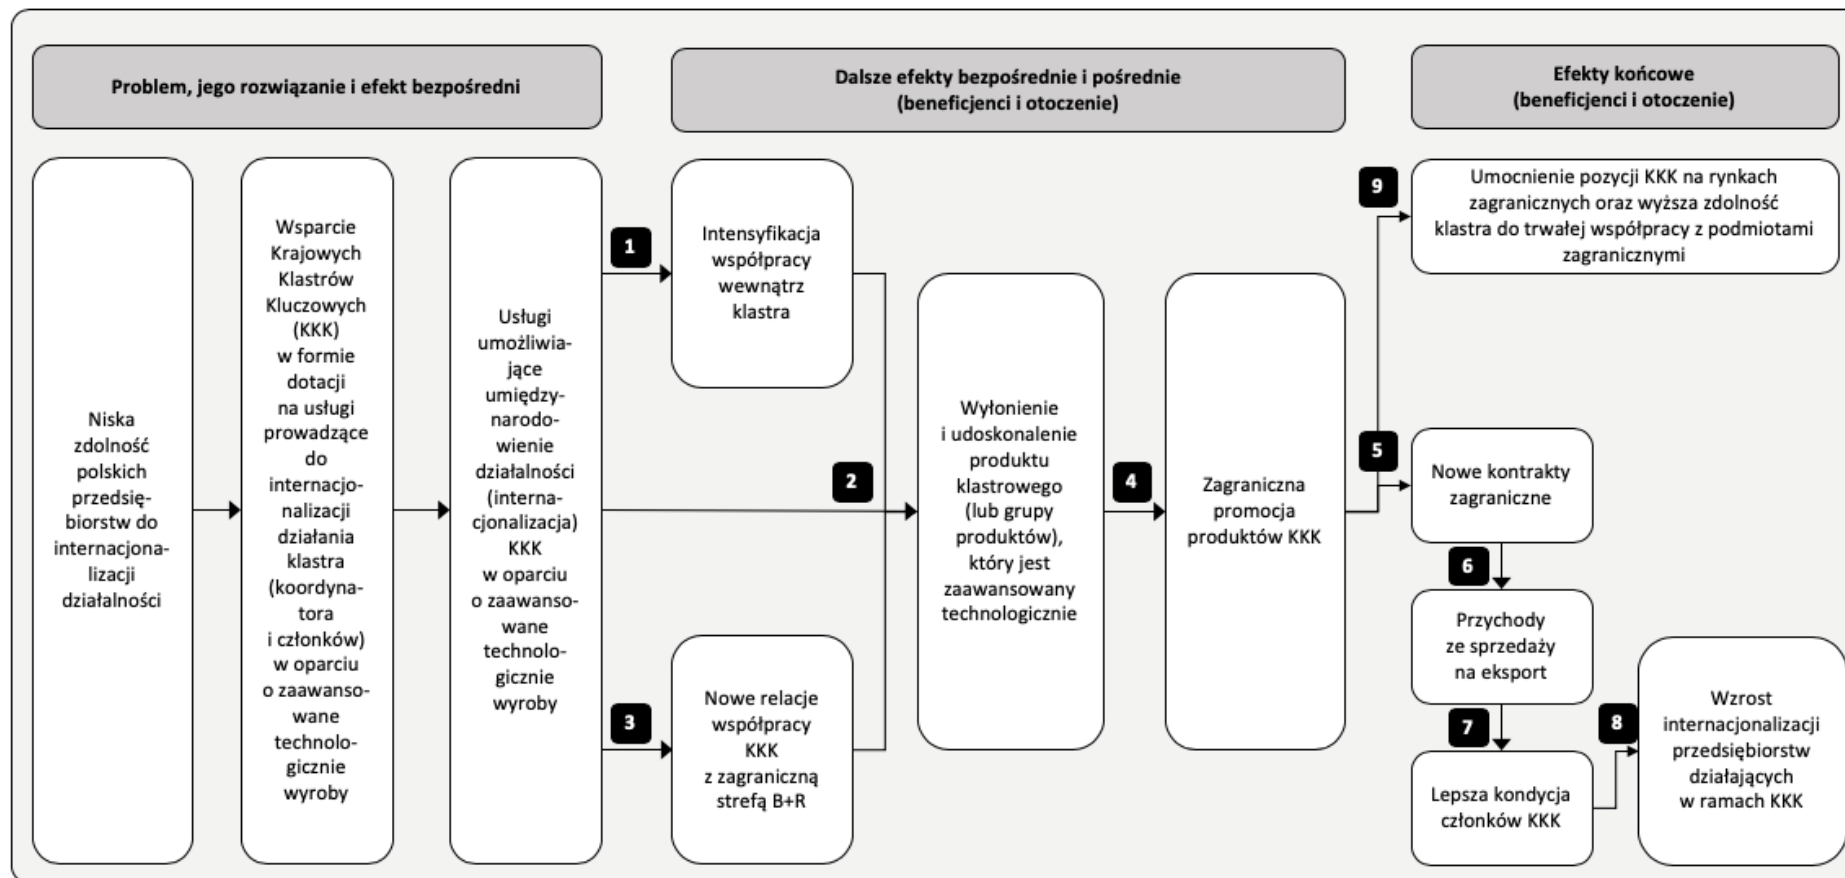 Problem, jego rozwiązanie i efekt bezpośredni
Dalsze efekty bezpośrednie i pośrednie
(beneficjenci i otoczenie)
Efekty końcowe
(beneficjenci i otoczenie)
Niska
zdolność
polskich
przedsię-
biorstw do
internacjona-
lizacji
działalności
Wsparcie
Krajowych
Klastrów
Kluczowych
(KKK)
w formie
dotacji
na usługi
prowadzące
do
internacjo-
nalizacji
działania
klastra
(koordyna-
tora
i członków)
w oparciu
o zaawanso-
wane
technolo-
gicznie
wyroby
Usługi
umożliwia-
jące
umiędzy-
narodo-
wienie
działalności
(interna-
cjonalizacja)
KKK
w oparciu
o zaawanso-
wane
technolo-
gicznie
wyroby
1
Intensyfikacja
współpracy
wewnątrz
klastra
2
3
Nowe relacje
współpracy
KKK
z zagraniczną
strefą B+R
Wyłonienie
i udoskonalenie
produktu
klastrowego
(lub grupy
produktów),
który jest
zaawansowany
technologicznie
4
Zagraniczna
promocja
produktów KKK
9
Umocnienie pozycji KKK na rynkach
zagranicznych oraz wyższa zdolność
klastra do trwałej współpracy z podmiotami
zagranicznymi
5
Nowe kontrakty
zagraniczne
6
Przychody
ze sprzedaży
na eksport
7
Lepsza kondycja
członków KKK
8
Wzrost
internacjonalizacji
przedsiębiorstw
działających
w ramach KKK